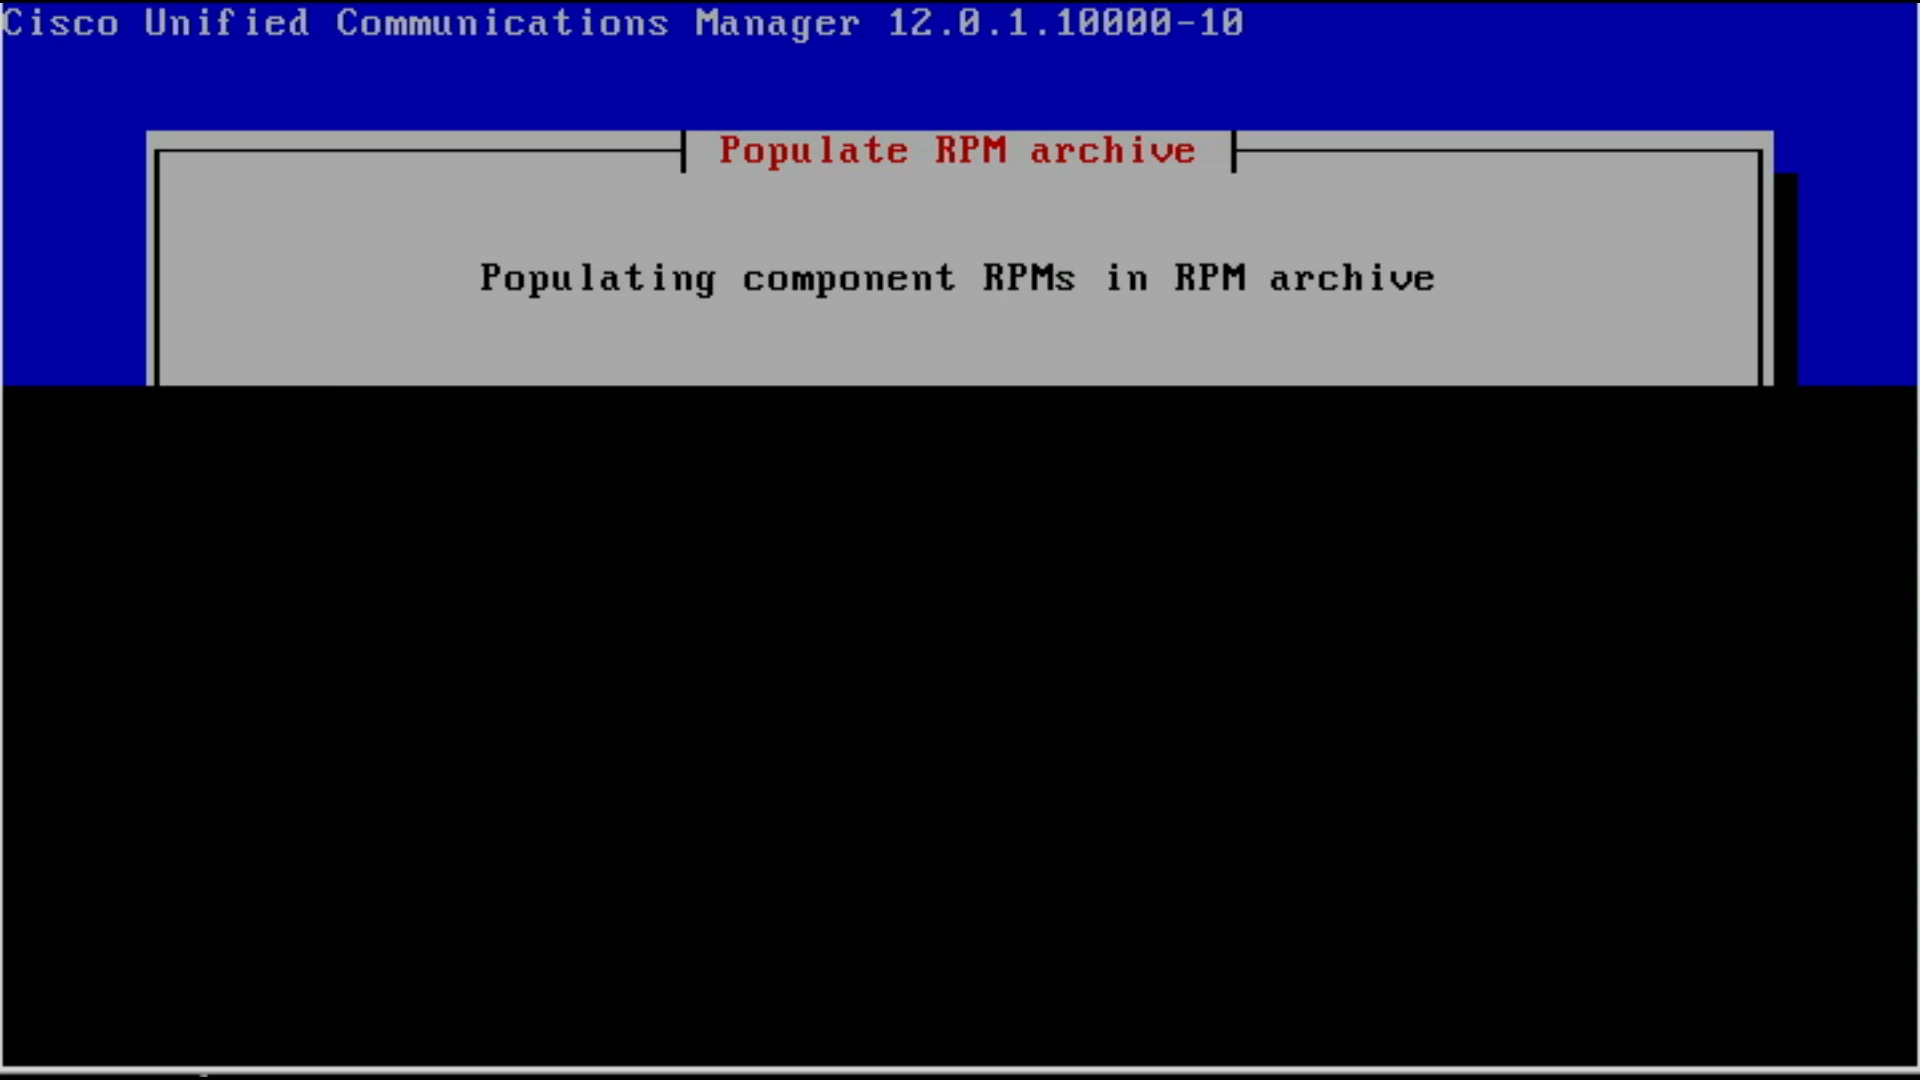 Cisco Unified Communications Manager 12.0.1.10000-10
Populate RPM archive
Populating component RPMs in RPM archive